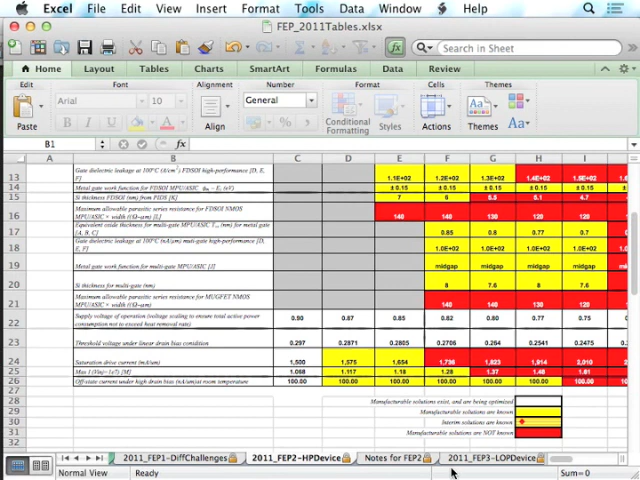 Excel File Edit View Insert Format Tools Data Window Help
FEP_2011Tables.xlsx
Search in Sheet
Home Layout Tables Charts SmartArt Formulas Data Review
Edit Font Alignment Number Format Cells Themes
Arial 10 General
Paste B I U Align % Conditional Formatting Styles Actions Themes Aa
B1 fx
A B C D E F G H I
Gate dielectric leakage at 100°C (A/cm²) FDSOI high-performance [D, E,
13 F] 1.1E+02 1.2E+02 1.3E+02 1.4E+02 1.5E+02
14 Metal gate work function for FDSOI MPU/ASIC ± 0.15 ± 0.15 ± 0.15 ± 0.15 ± 0.15
15 Si thickness FDSOI (nm) from PIDS [K] 7 6 5.1 4.7
Maximum allowable parasitic series resistance for FDSOI NMOS
16 MPU/ASIC × width ((Ω–μm) [L] 140 140 130 120 120
Equivalent oxide thickness for multi-gate MPU/ASIC (nm) for metal gate
17 [A, B, C] 0.85 0.8 0.77 0.7
Gate dielectric leakage at 100°C (nA/μm) muti-gate high-performance [D,
18 E, F] 1.0E+02 1.0E+02 1.0E+02 1.0E+02
19 Metal gate work function for multi-gate MPU/ASIC [J] midgap midgap midgap midgap
20 Si thickness for multi-gate (nm) 8 7.6 8 7.6
Maximum allowable parasitic series resistance for MUGFET NMOS
21 MPU/ASIC × width ((Ω–μm) 140 140 130 120
Supply voltage of operation (voltage scaling to ensure total active power
22 consumption not to exceed heat removal rate) 0.90 0.87 0.85 0.82 0.80 0.77 0.75
23 Threshold voltage under linear drain bias condition 0.297 0.2871 0.2805 0.2706 0.264 0.2541 0.2475
24 Saturation drive current (mA/um) 1,500 1,575 1,654 1,736 1,823 1,914 2,010
25 Max I (Vm)=1e7) [M] 1.068 1.117 1.18 1.28 1.37 1.46 1.61
26 Off-state current under high drain bias (nA/um)at room temperature 100.00 100.00 100.00 100.00 100.00 100.00 100.00
28 Manufacturable solutions exist, and are being optimized
29 Manufacturable solutions are known
30 Interim solutions are known
31 Manufacturable solutions are NOT known
32
2011_FEP1-DiffChallenges 2011_FEP2-HPDevice Notes for FEP2 2011_FEP3-LOPDevice
Normal View Ready Sum=0